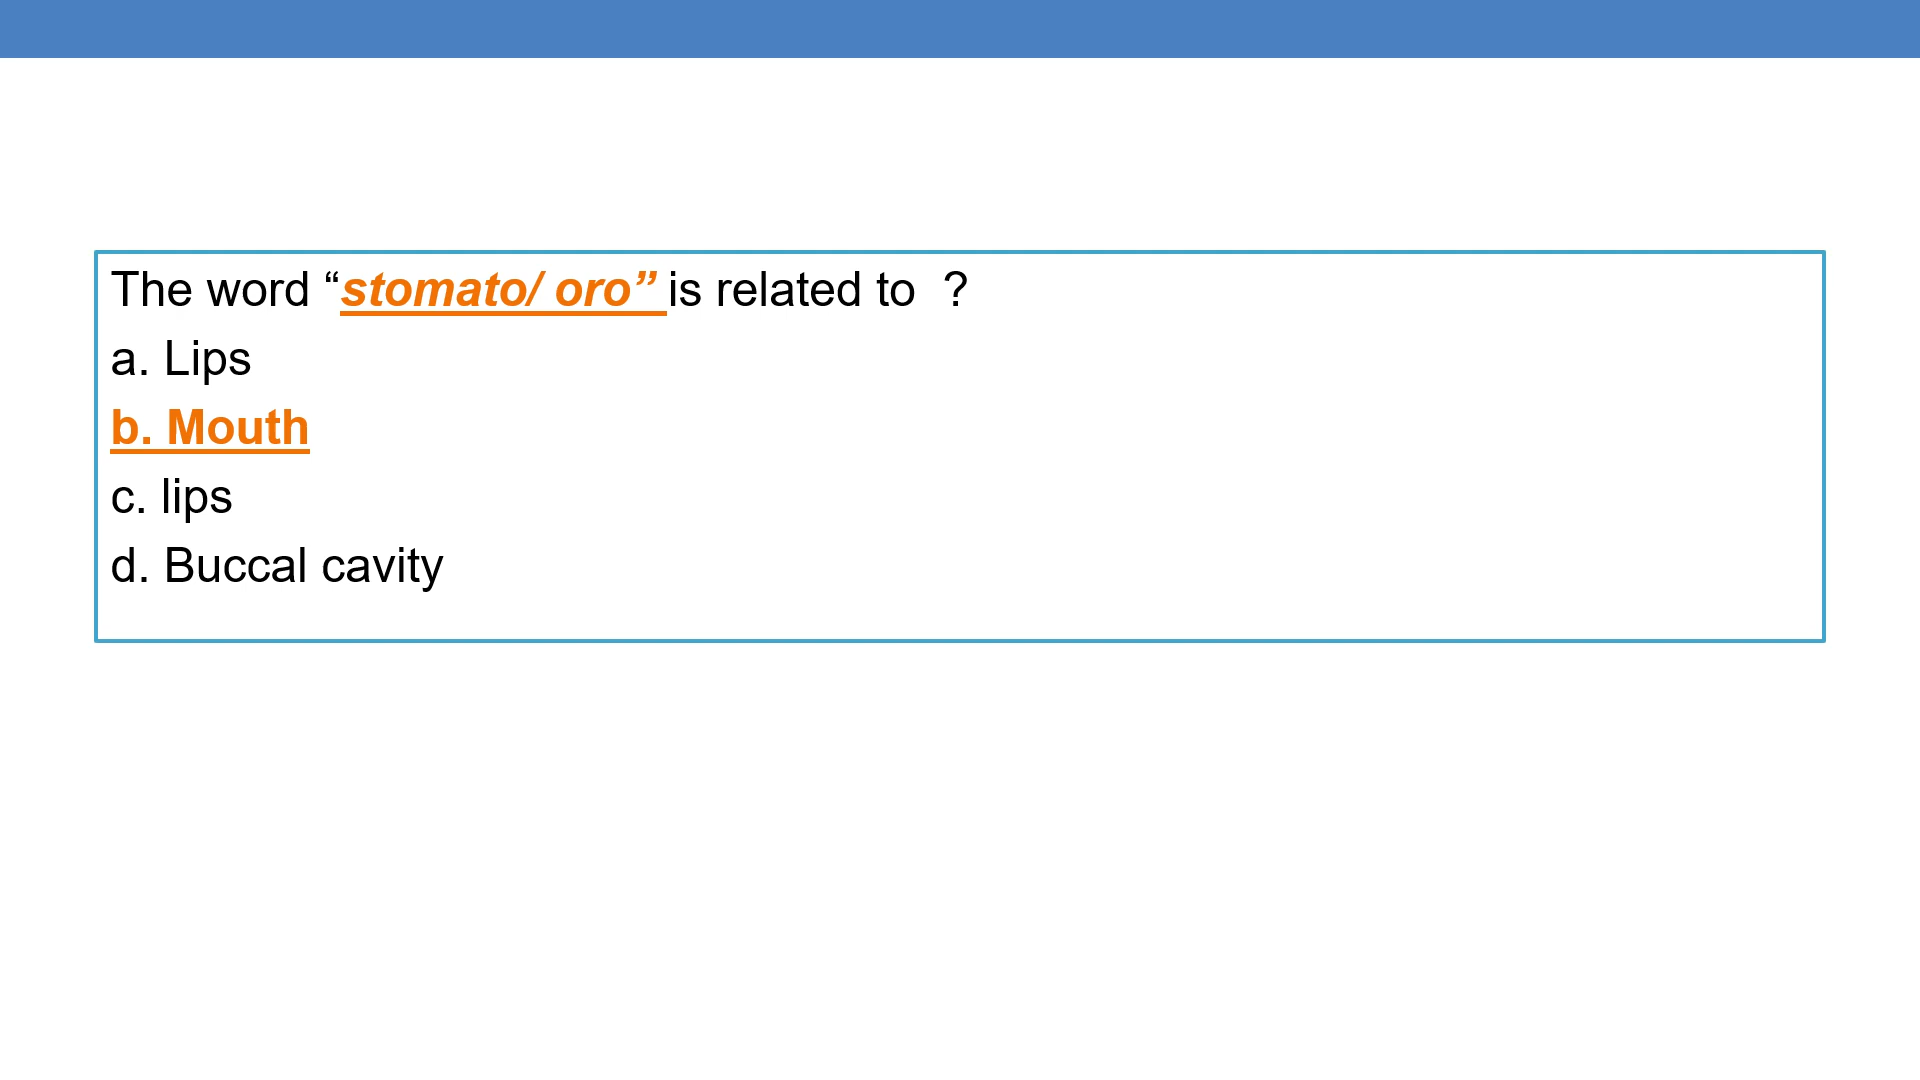 The word “stomato/ oro” is related to  ?
a. Lips
b. Mouth
c. lips
d. Buccal cavity